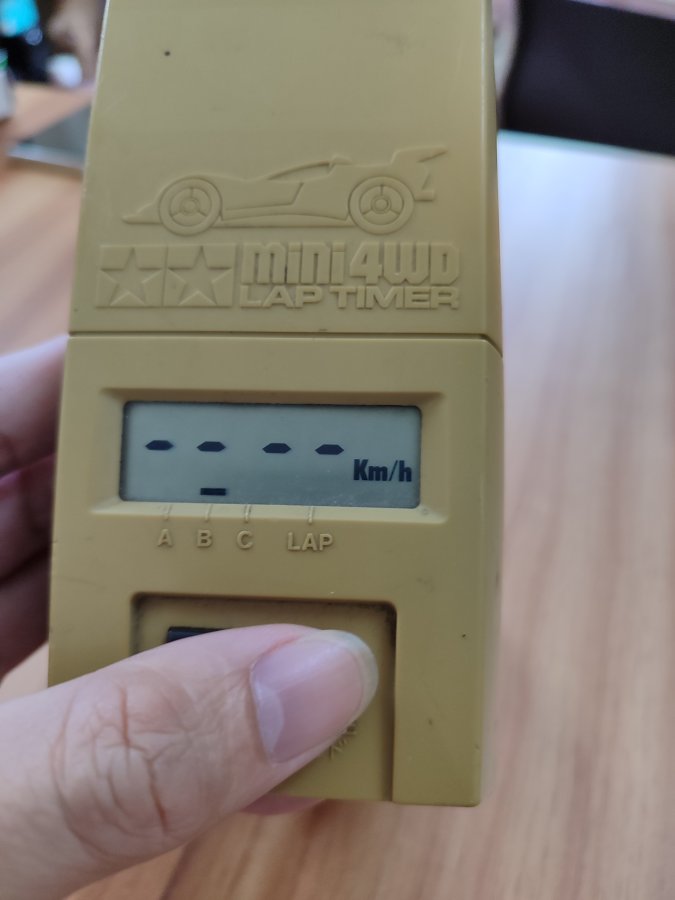 mini4WD
LAP TIMER
- - - -
Km/h
A B C LAP